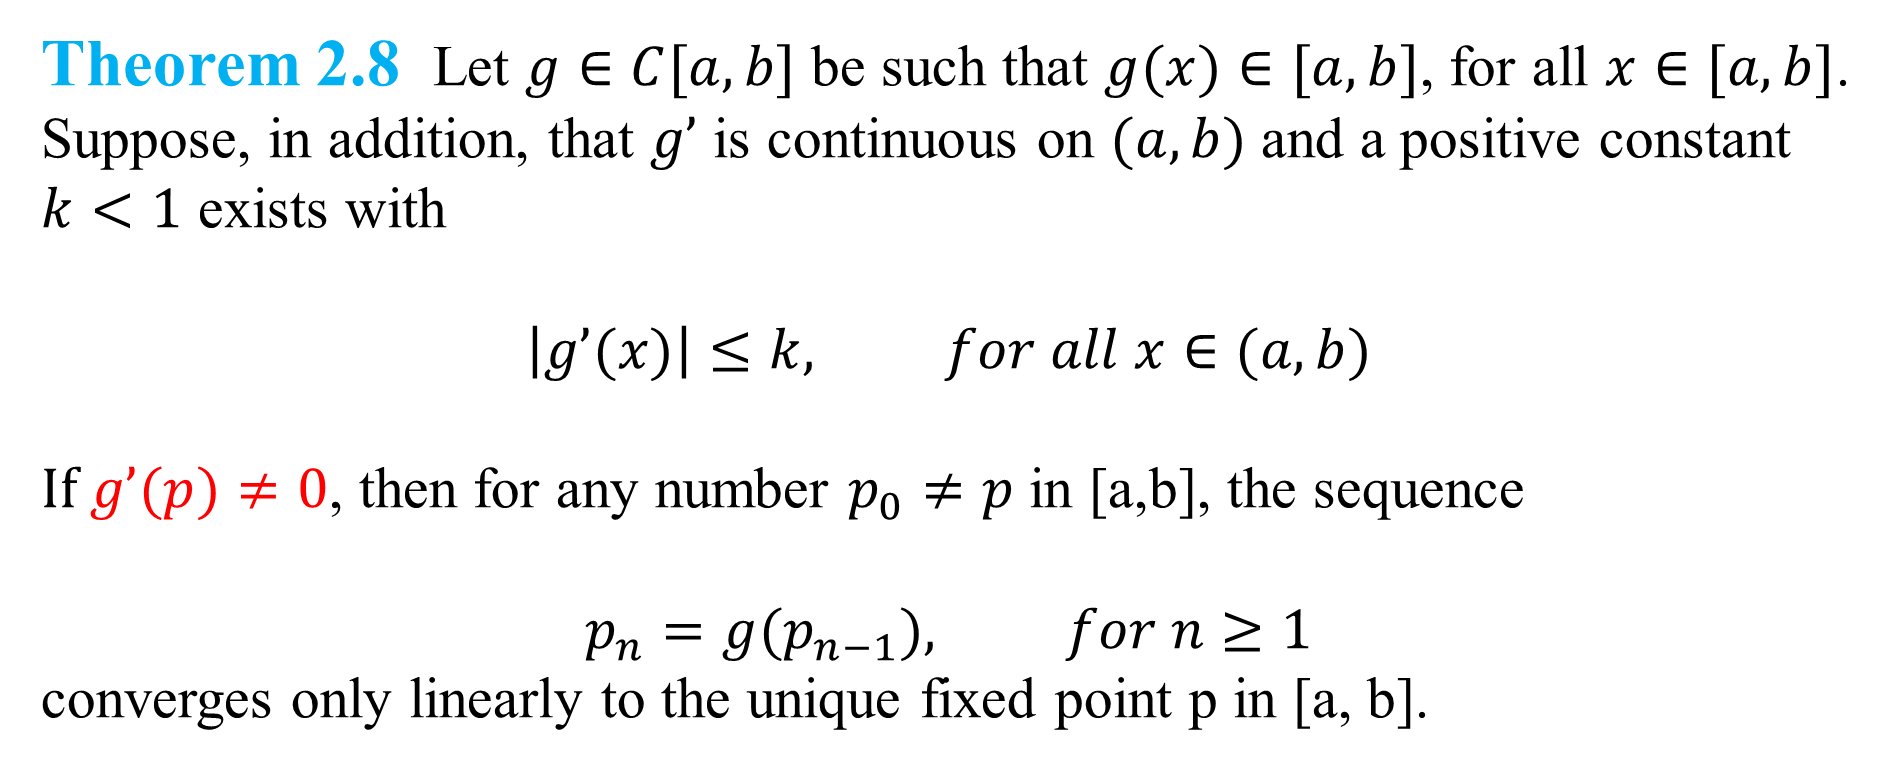 Theorem 2.8 Let g ∈ C[a, b] be such that g(x) ∈ [a, b], for all x ∈ [a, b].
Suppose, in addition, that g’ is continuous on (a, b) and a positive constant
k < 1 exists with
|g’(x)| ≤ k, for all x ∈ (a, b)
If g’(p) ≠ 0, then for any number p₀ ≠ p in [a,b], the sequence
pₙ = g(pₙ₋₁), for n ≥ 1
converges only linearly to the unique fixed point p in [a, b].